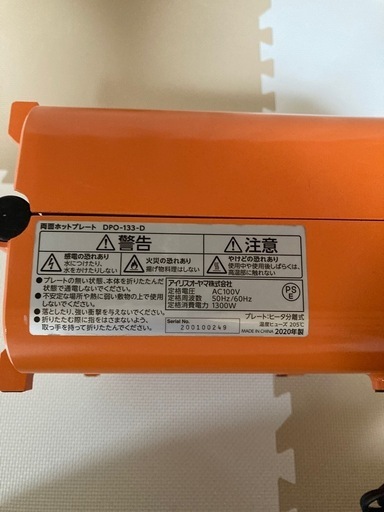 両面ホットプレート DPO-133-D
警告
注意
感電の恐れあり
水につけたり、
水をかけたりしない
火災の恐れあり
揚げ物料理はしない
やけどの恐れあり
使用中や使用後しばらくは、
高温部に触れない
●プレートの無い状態、本体を折りたたんだ
状態で通電しないでください。
●不安定な場所や熱に弱い敷物の上で使用
しないでください。
●落としたり、強い衝撃を与えないでください。
●折りたたむ際に指をはさまないよう、
取っ手を持って折りたたんでください。
アイリスオーヤマ株式会社
定格電圧 AC100V
定格周波数 50Hz/60Hz
定格消費電力 1300W
PS
E
Serial No.
200100249
プレート:ヒータ分離式
温度ヒューズ 205℃
MADE IN CHINA 2020年製